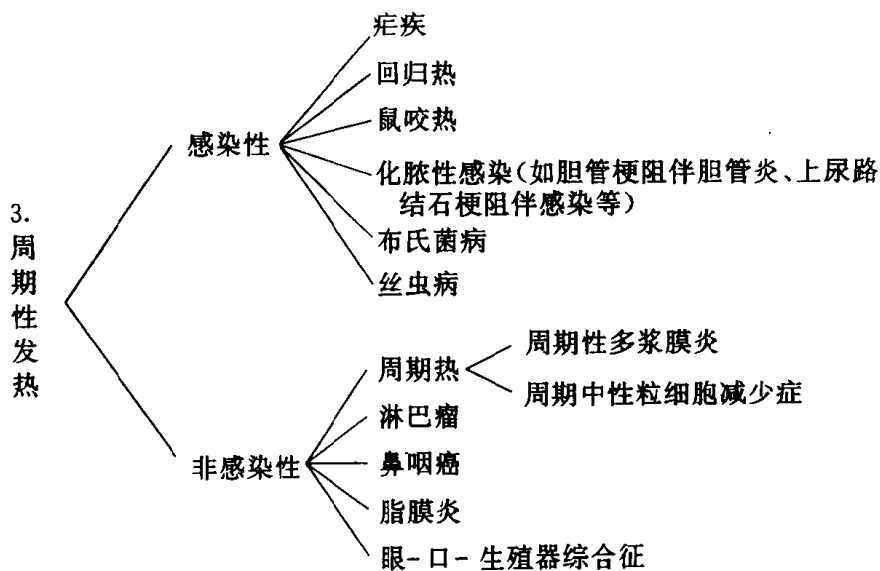 3.
周期性发热
感染性
疟疾
回归热
鼠咬热
化脓性感染(如胆管梗阻伴胆管炎、上尿路
结石梗阻伴感染等)
布氏菌病
丝虫病
非感染性
周期热
周期性多浆膜炎
周期中性粒细胞减少症
淋巴瘤
鼻咽癌
脂膜炎
眼-口-生殖器综合征